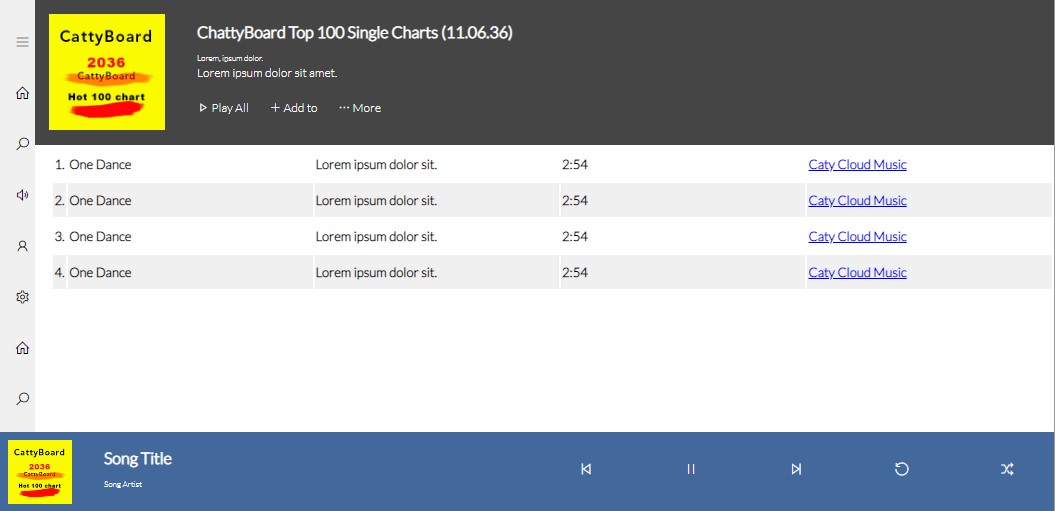 CattyBoard
2036
CattyBoard
Hot 100 chart
ChattyBoard Top 100 Single Charts (11.06.36)
Lorem, ipsum dolor.
Lorem ipsum dolor sit amet.
Play All Add to More
1. One Dance Lorem ipsum dolor sit. 2:54 Caty Cloud Music
2. One Dance Lorem ipsum dolor sit. 2:54 Caty Cloud Music
3. One Dance Lorem ipsum dolor sit. 2:54 Caty Cloud Music
4. One Dance Lorem ipsum dolor sit. 2:54 Caty Cloud Music
CattyBoard
2036
CattyBoard
Hot 100 chart
Song Title
Song Artist